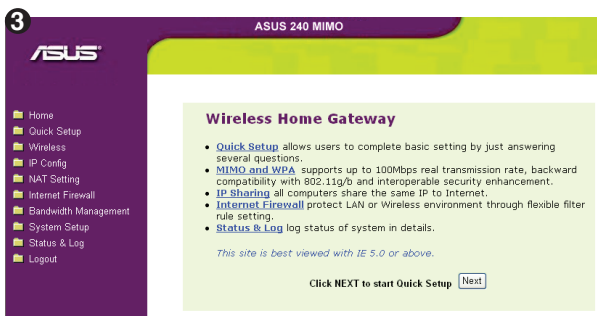 3
ASUS 240 MIMO
ASUS
Home
Quick Setup
Wireless
IP Config
NAT Setting
Internet Firewall
Bandwidth Management
System Setup
Status & Log
Logout
Wireless Home Gateway
• Quick Setup allows users to complete basic setting by just answering
several questions.
• MIMO and WPA supports up to 100Mbps real transmission rate, backward
compatibility with 802.11g/b and interoperable security enhancement.
• IP Sharing all computers share the same IP to Internet.
• Internet Firewall protect LAN or Wireless environment through flexible filter
rule setting.
• Status & Log log status of system in details.
This site is best viewed with IE 5.0 or above.
Click NEXT to start Quick Setup Next